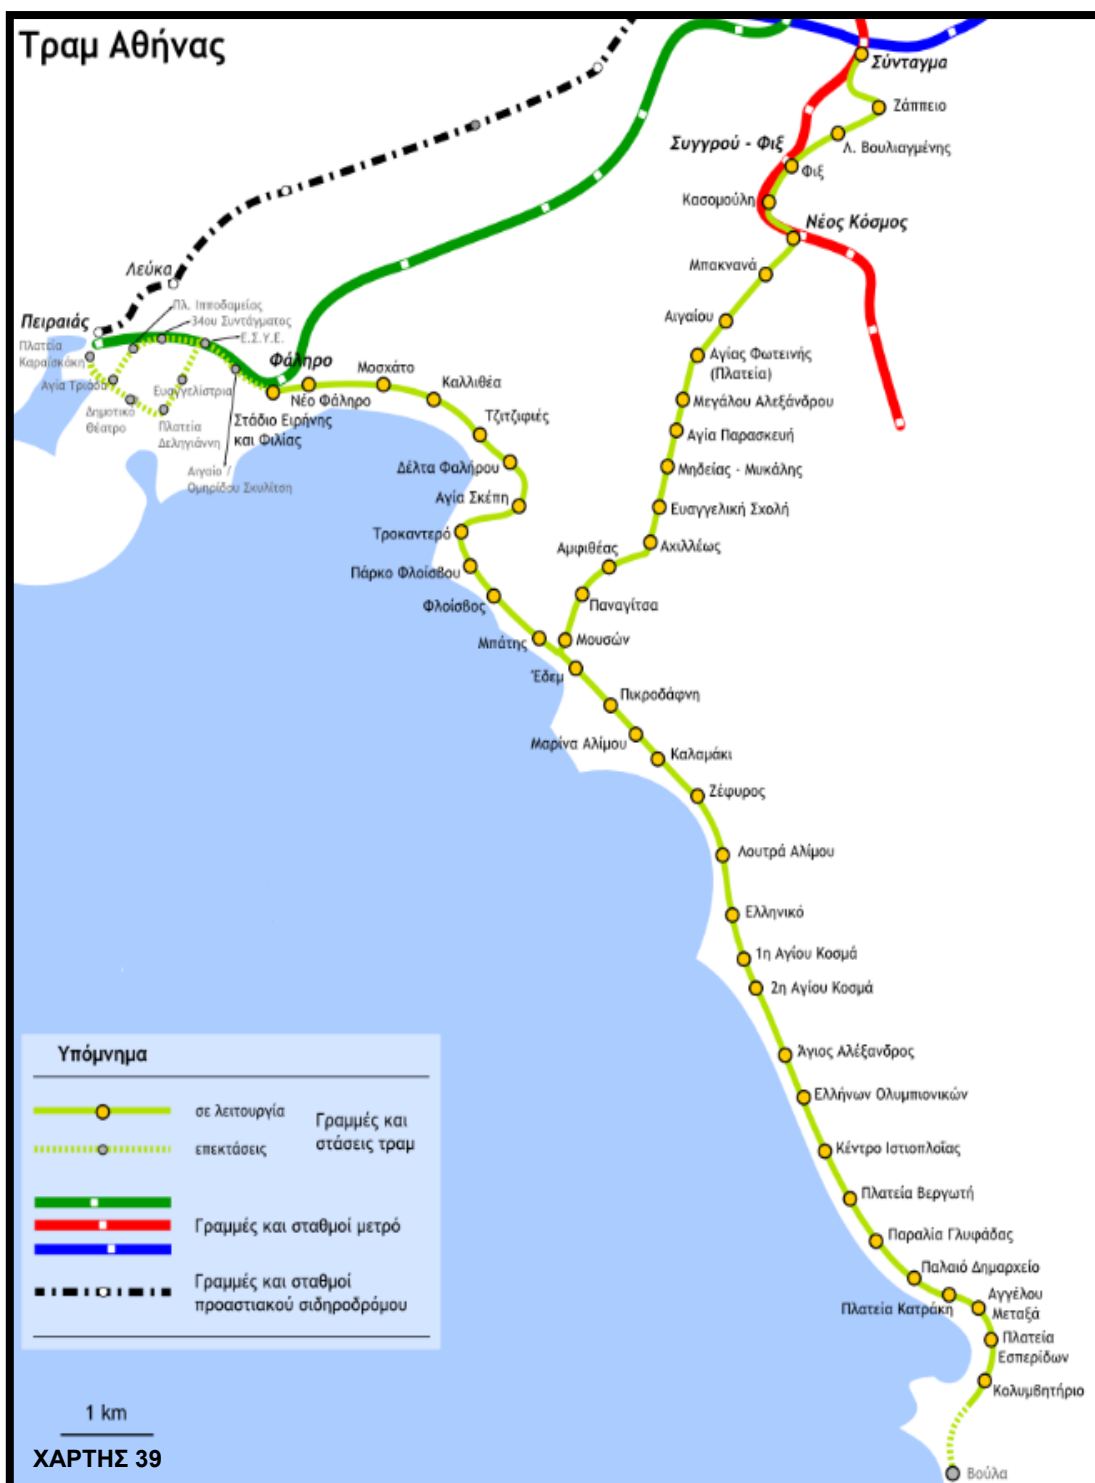 Τραμ Αθήνας
Σύνταγμα
Ζάππειο
Λ. Βουλιαγμένης
Συγγρού - Φιξ
Φιξ
Κασομούλη
Νέος Κόσμος
Μπακνανά
Αιγαίου
Αγίας Φωτεινής
(Πλατεία)
Μεγάλου Αλεξάνδρου
Αγία Παρασκευή
Μηδείας - Μυκάλης
Ευαγγελική Σχολή
Αχιλλέως
Αμφιθέας
Παναγίτσα
Μουσών
Λεύκα
Πειραιάς
Πλατεία
Καραϊσκάκη
Πλ. Ιπποδαμείας
34ου Συντάγματος
Ε.Σ.Υ.Ε.
Αγία Τριάδα
Δημοτικό
Θέατρο
Ευαγγελίστρια
Πλατεία
Δεληγιάννη
Αιγαίο /
Ομηρίδου Σκυλίτση
Φάληρο
Στάδιο Ειρήνης
και Φιλίας
Νέο Φάληρο
Μοσχάτο
Καλλιθέα
Τζιτζιφιές
Δέλτα Φαλήρου
Αγία Σκέπη
Τροκαντερό
Πάρκο Φλοίσβου
Φλοίσβος
Μπάτης
Έδεμ
Πικροδάφνη
Μαρίνα Αλίμου
Καλαμάκι
Ζέφυρος
Λουτρά Αλίμου
Ελληνικό
1η Αγίου Κοσμά
2η Αγίου Κοσμά
Άγιος Αλέξανδρος
Ελλήνων Ολυμπιονικών
Κέντρο Ιστιοπλοΐας
Πλατεία Βεργωτή
Παραλία Γλυφάδας
Παλαιό Δημαρχείο
Πλατεία Κατράκη
Αγγέλου
Μεταξά
Πλατεία
Εσπερίδων
Κολυμβητήριο
Βούλα
Υπόμνημα
σε λειτουργία
επεκτάσεις
Γραμμές και
στάσεις τραμ
Γραμμές και σταθμοί μετρό
Γραμμές και σταθμοί
προαστιακού σιδηροδρόμου
1 km
ΧΑΡΤΗΣ 39